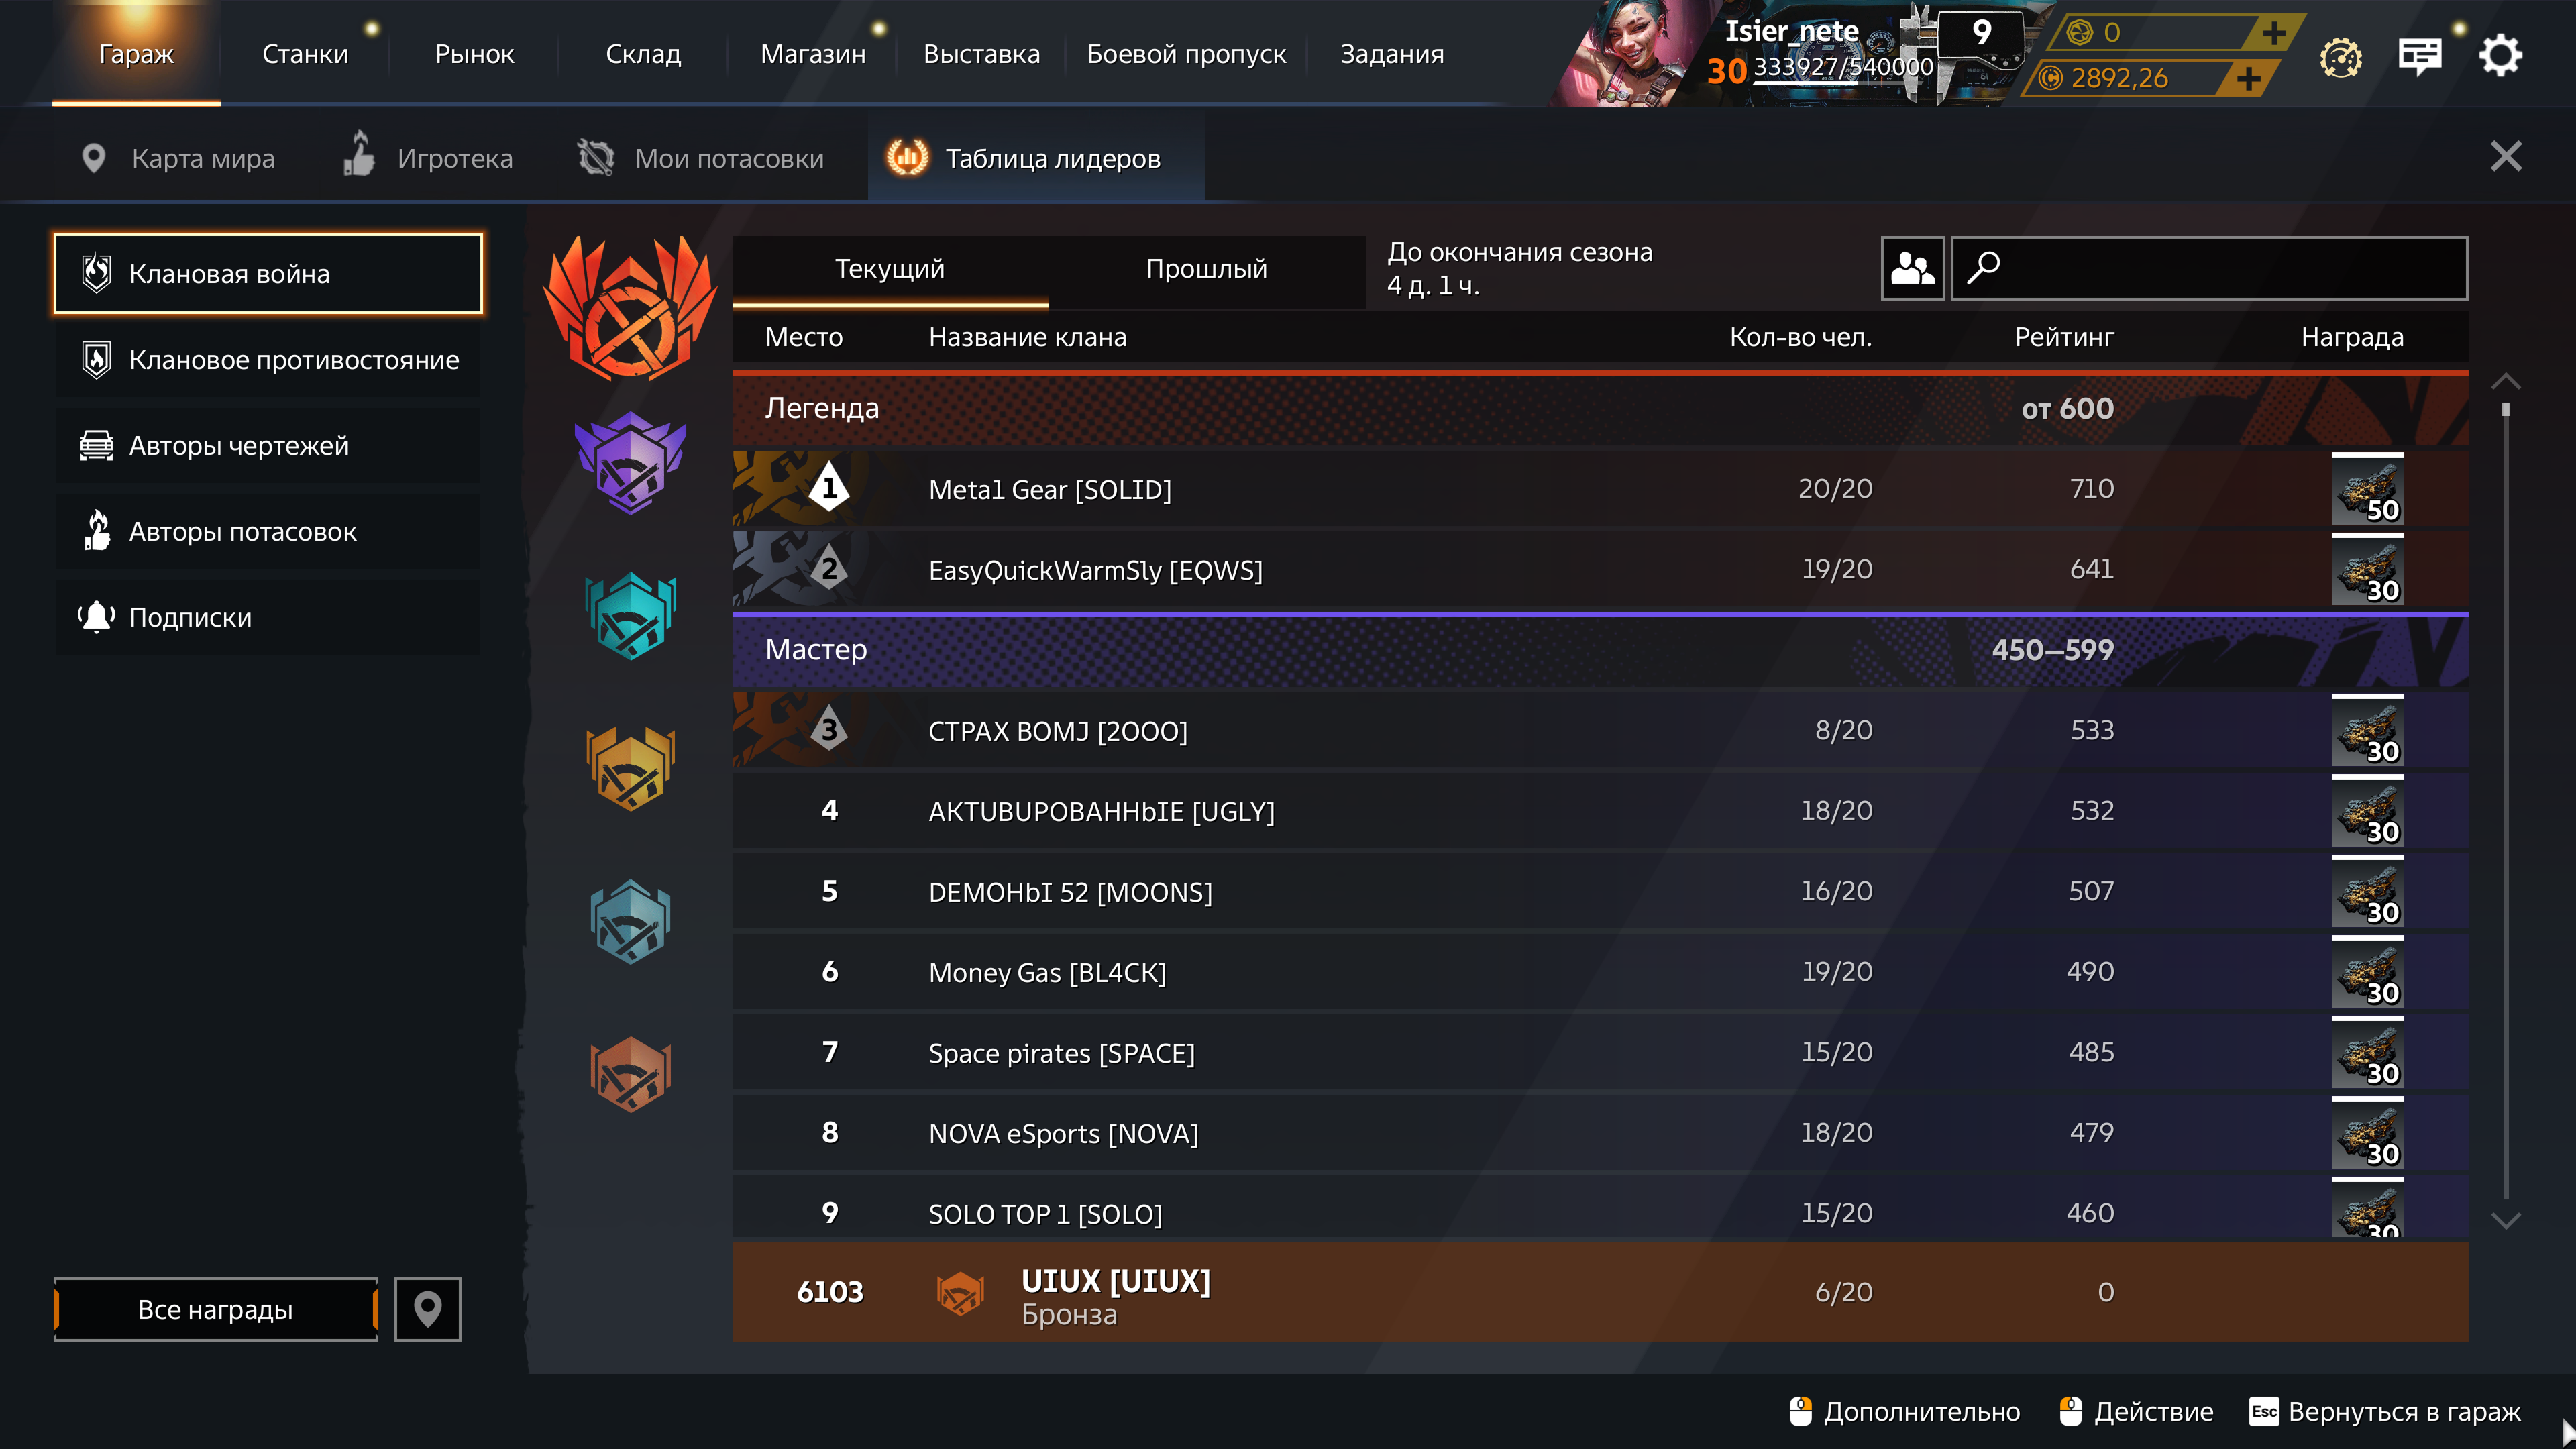 Гараж
Станки
Рынок
Склад
Магазин
Выставка
Боевой пропуск
Задания
Isier_nete
30 333927/540000
9
0
2892,26
Карта мира
Игротека
Мои потасовки
Таблица лидеров
Клановая война
Клановое противостояние
Авторы чертежей
Авторы потасовок
Подписки
Текущий
Прошлый
До окончания сезона
4 д. 1 ч.
Место Название клана Кол-во чел. Рейтинг Награда
Легенда от 600
1 Meta1 Gear [SOLID] 20/20 710 50
2 EasyQuickWarmSly [EQWS] 19/20 641 30
Мастер 450–599
3 CTPAX BOMJ [2OOO] 8/20 533 30
4 AKTUBUPOBAHHbIE [UGLY] 18/20 532 30
5 DEMOHbI 52 [MOONS] 16/20 507 30
6 Money Gas [BL4CK] 19/20 490 30
7 Space pirates [SPACE] 15/20 485 30
8 NOVA eSports [NOVA] 18/20 479 30
9 SOLO TOP 1 [SOLO] 15/20 460 30
6103 UIUX [UIUX] 6/20 0
Бронза
Все награды
Дополнительно
Действие
Esc Вернуться в гараж